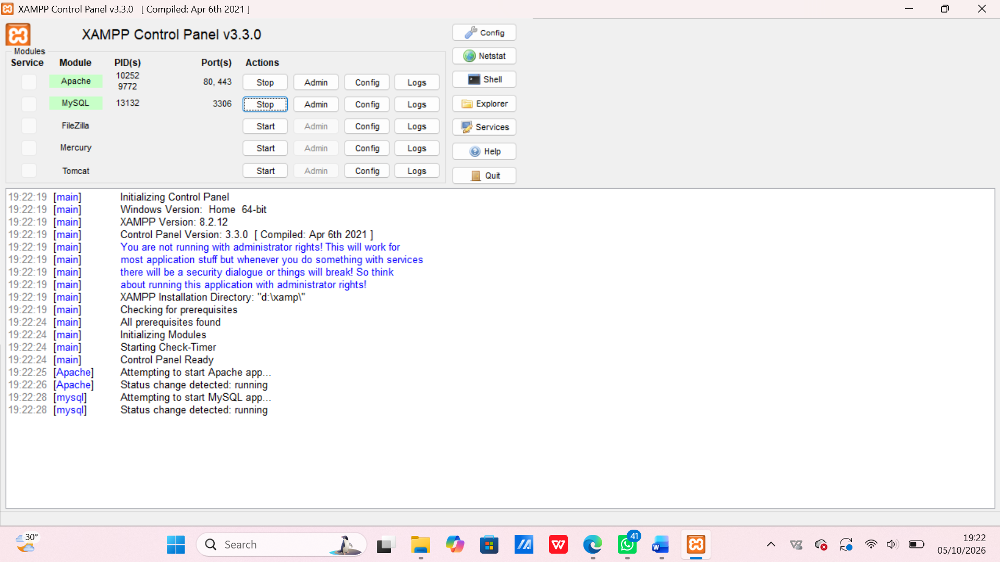 XAMPP Control Panel v3.3.0 [ Compiled: Apr 6th 2021 ]
XAMPP Control Panel v3.3.0
Config
Modules
Service Module PID(s) Port(s) Actions
Netstat
Apache 10252 9772 80, 443 Stop Admin Config Logs
Shell
MySQL 13132 3306 Stop Admin Config Logs
Explorer
FileZilla Start Admin Config Logs
Services
Mercury Start Admin Config Logs
Help
Tomcat Start Admin Config Logs
Quit
19:22:19 [main] Initializing Control Panel
19:22:19 [main] Windows Version: Home 64-bit
19:22:19 [main] XAMPP Version: 8.2.12
19:22:19 [main] Control Panel Version: 3.3.0 [ Compiled: Apr 6th 2021 ]
19:22:19 [main] You are not running with administrator rights! This will work for
19:22:19 [main] most application stuff but whenever you do something with services
19:22:19 [main] there will be a security dialogue or things will break! So think
19:22:19 [main] about running this application with administrator rights!
19:22:19 [main] XAMPP Installation Directory: "d:\xamp\"
19:22:19 [main] Checking for prerequisites
19:22:24 [main] All prerequisites found
19:22:24 [main] Initializing Modules
19:22:24 [main] Starting Check-Timer
19:22:24 [main] Control Panel Ready
19:22:25 [Apache] Attempting to start Apache app...
19:22:26 [Apache] Status change detected: running
19:22:28 [mysql] Attempting to start MySQL app...
19:22:28 [mysql] Status change detected: running
30°
Search
41
19:22
05/10/2026